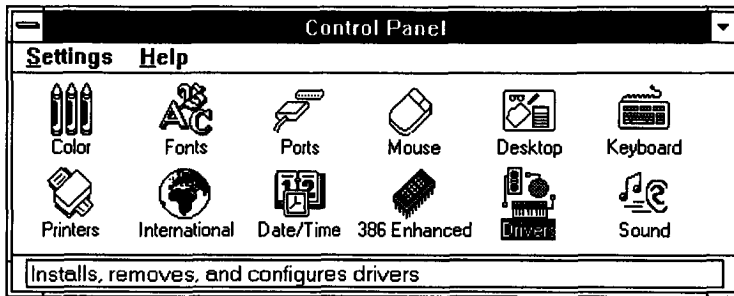 Control Panel
Settings Help
Color Fonts Ports Mouse Desktop Keyboard
Printers International Date/Time 386 Enhanced Drivers Sound
Installs, removes, and configures drivers